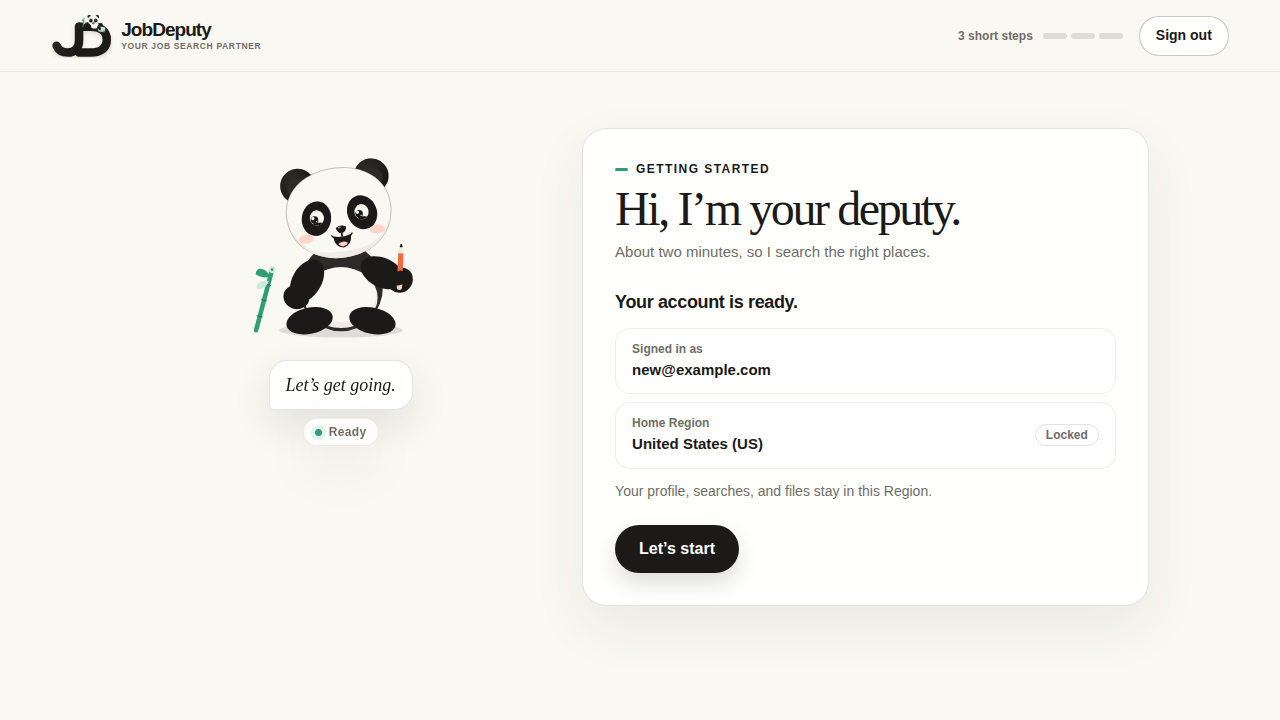 JobDeputy
YOUR JOB SEARCH PARTNER
3 short steps
Sign out
Let’s get going.
Ready
GETTING STARTED
Hi, I’m your deputy.
About two minutes, so I search the right places.
Your account is ready.
Signed in as
new@example.com
Home Region
United States (US)
Locked
Your profile, searches, and files stay in this Region.
Let’s start